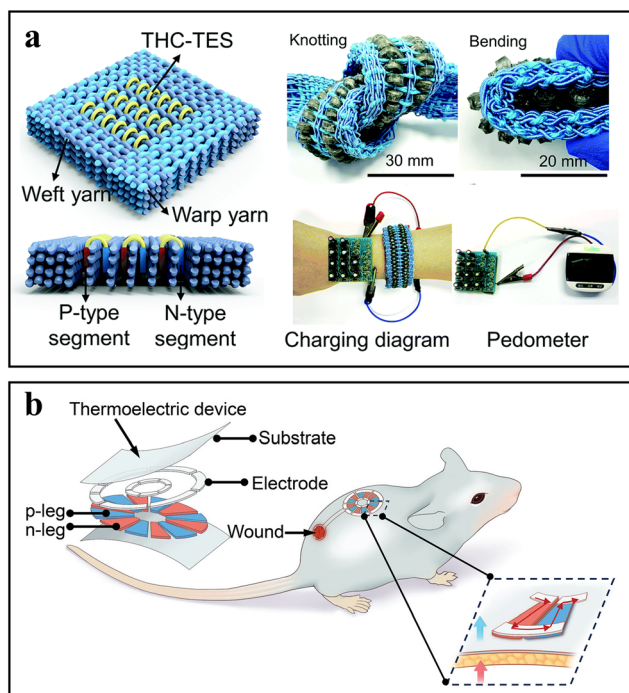 a
THC-TES
Weft yarn
Warp yarn
P-type
segment
N-type
segment
Knotting
30 mm
Bending
20 mm
Charging diagram
Pedometer
b
Thermoelectric device
Substrate
Electrode
p-leg
n-leg
Wound